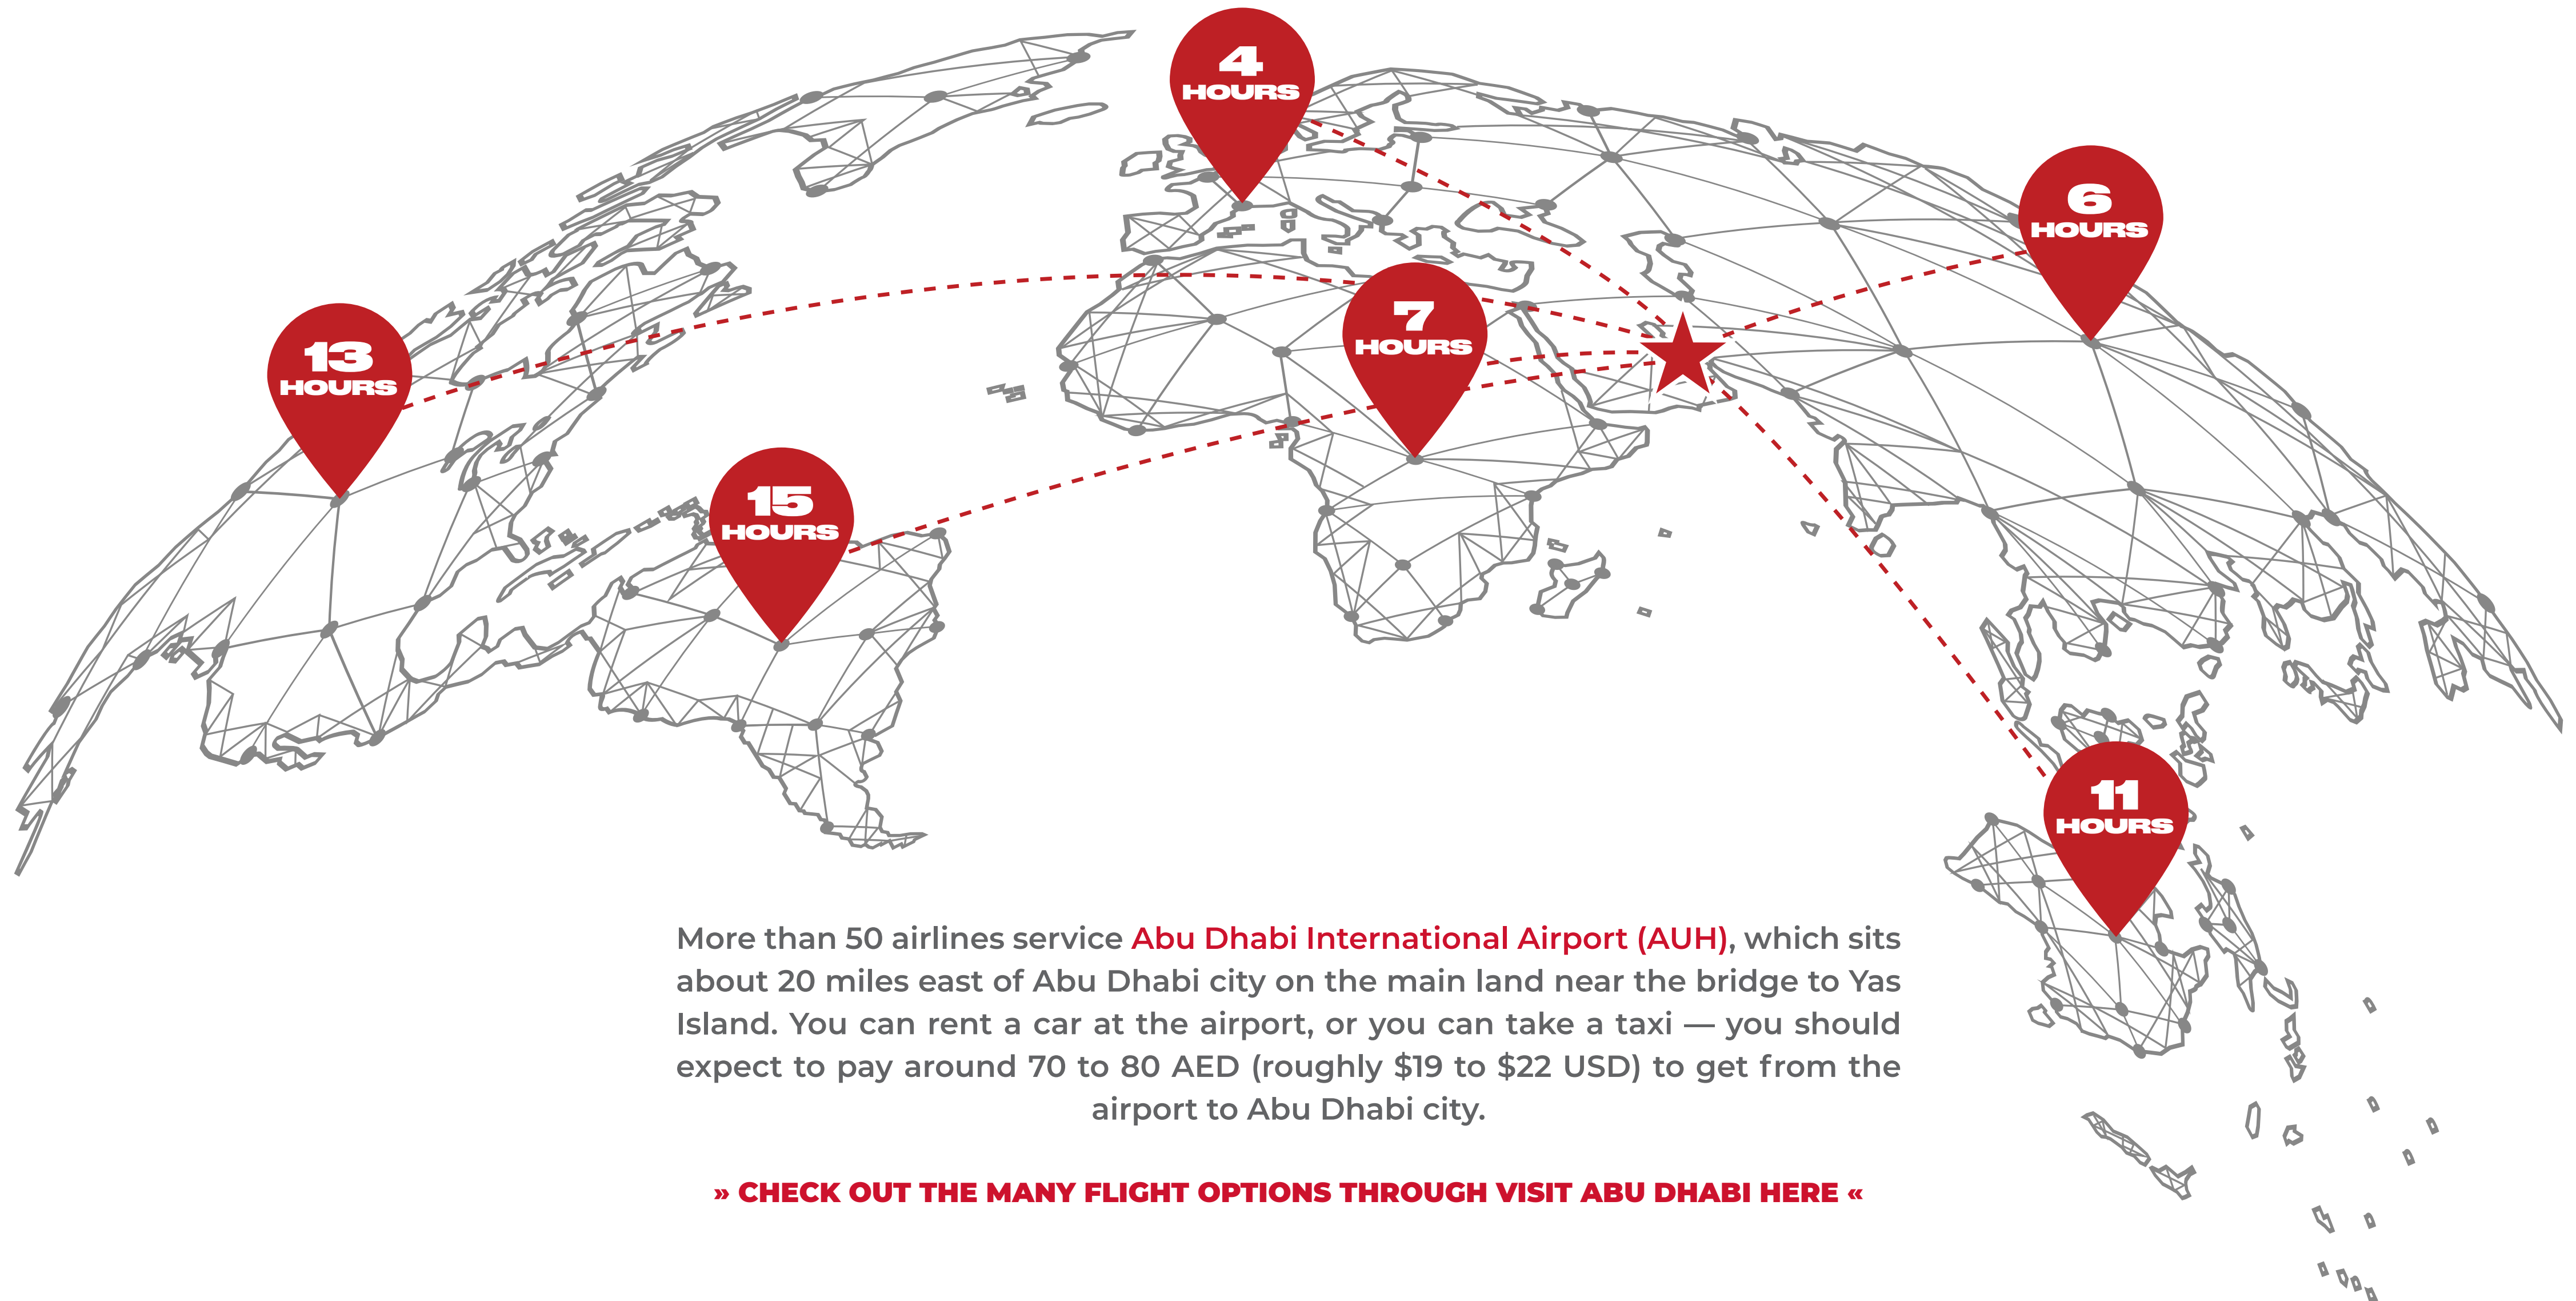 4
HOURS
6
HOURS
7
HOURS
13
HOURS
15
HOURS
11
HOURS
More than 50 airlines service Abu Dhabi International Airport (AUH), which sits
about 20 miles east of Abu Dhabi city on the main land near the bridge to Yas
Island. You can rent a car at the airport, or you can take a taxi — you should
expect to pay around 70 to 80 AED (roughly $19 to $22 USD) to get from the
airport to Abu Dhabi city.
» CHECK OUT THE MANY FLIGHT OPTIONS THROUGH VISIT ABU DHABI HERE «